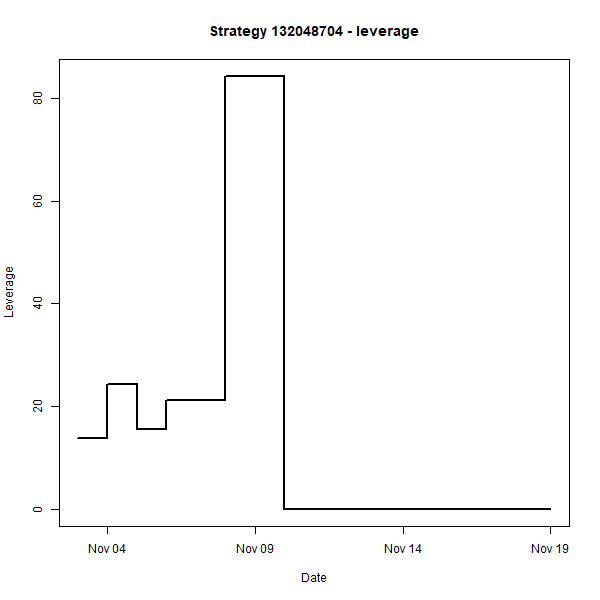 Strategy 132048704 - leverage
80
60
40
20
0
Leverage
Nov 04
Nov 09
Nov 14
Nov 19
Date